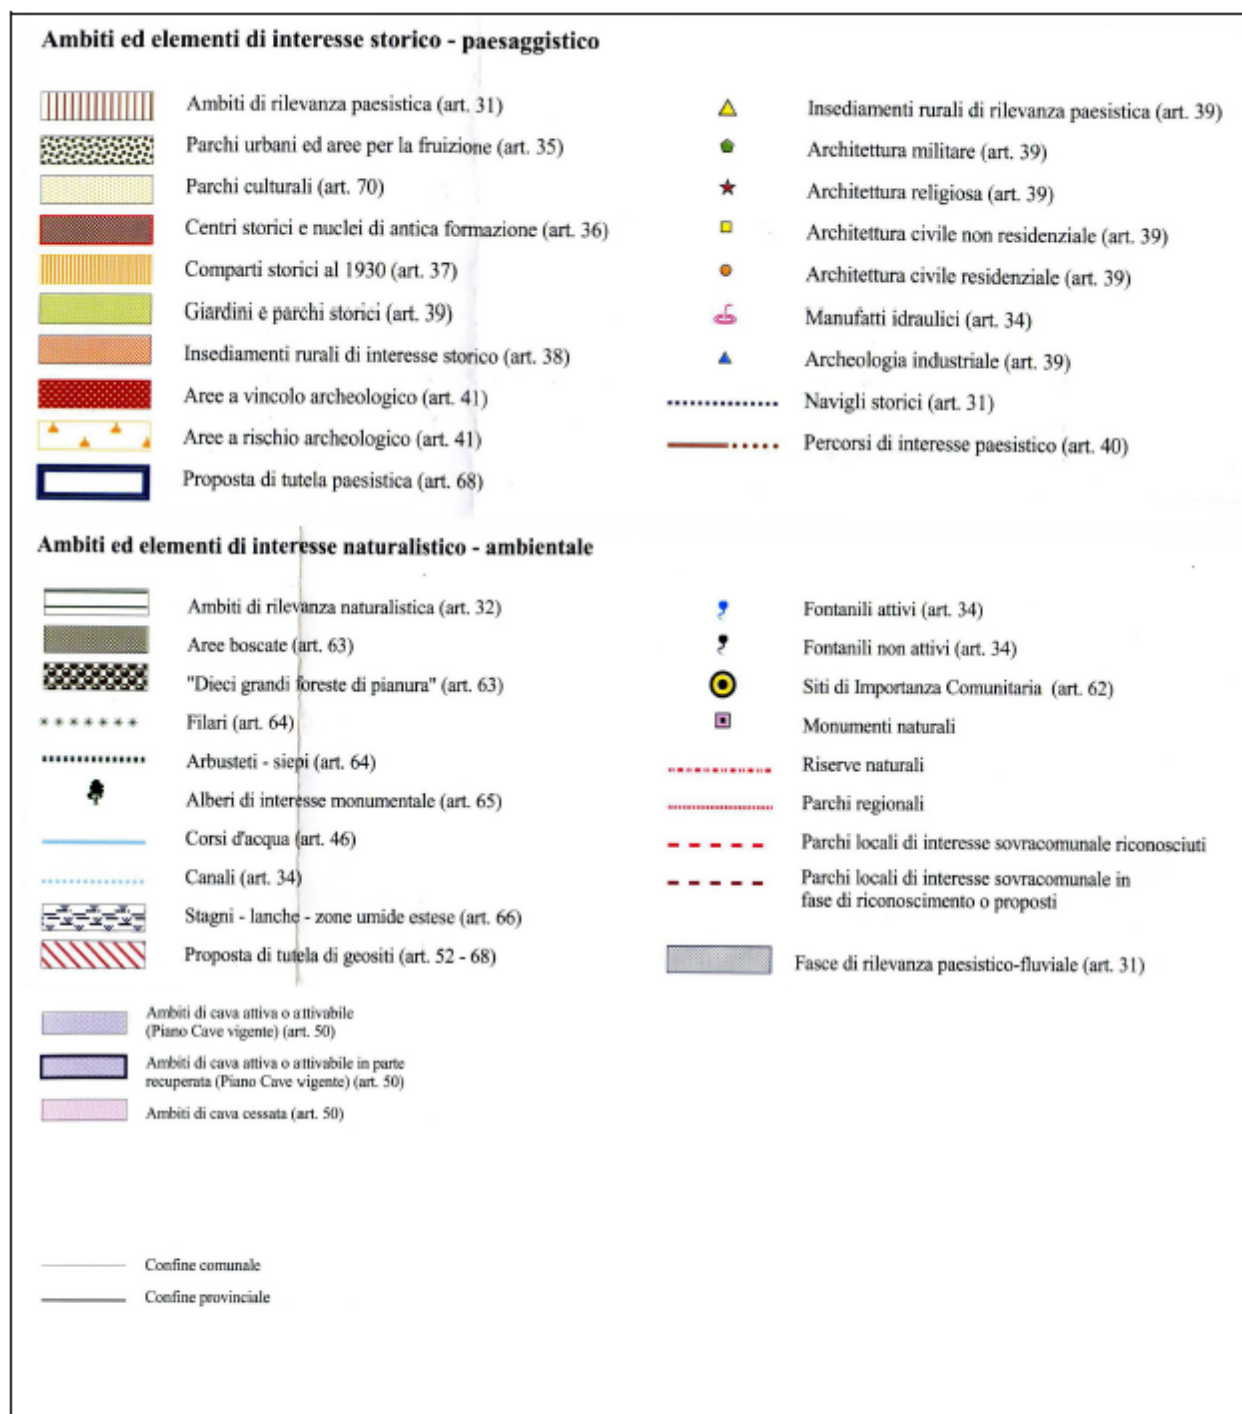 Ambiti ed elementi di interesse storico - paesaggistico
Ambiti di rilevanza paesistica (art. 31)
Parchi urbani ed aree per la fruizione (art. 35)
Parchi culturali (art. 70)
Centri storici e nuclei di antica formazione (art. 36)
Comparti storici al 1930 (art. 37)
Giardini e parchi storici (art. 39)
Insediamenti rurali di interesse storico (art. 38)
Aree a vincolo archeologico (art. 41)
Aree a rischio archeologico (art. 41)
Proposta di tutela paesistica (art. 68)
Insediamenti rurali di rilevanza paesistica (art. 39)
Architettura militare (art. 39)
Architettura religiosa (art. 39)
Architettura civile non residenziale (art. 39)
Architettura civile residenziale (art. 39)
Manufatti idraulici (art. 34)
Archeologia industriale (art. 39)
Navigli storici (art. 31)
Percorsi di interesse paesistico (art. 40)
Ambiti ed elementi di interesse naturalistico - ambientale
Ambiti di rilevanza naturalistica (art. 32)
Aree boscate (art. 63)
"Dieci grandi foreste di pianura" (art. 63)
Filari (art. 64)
Arbusteti - siepi (art. 64)
Alberi di interesse monumentale (art. 65)
Corsi d'acqua (art. 46)
Canali (art. 34)
Stagni - lanche - zone umide estese (art. 66)
Proposta di tutela di geositi (art. 52 - 68)
Fontanili attivi (art. 34)
Fontanili non attivi (art. 34)
Siti di Importanza Comunitaria (art. 62)
Monumenti naturali
Riserve naturali
Parchi regionali
Parchi locali di interesse sovracomunale riconosciuti
Parchi locali di interesse sovracomunale in
fase di riconoscimento o proposti
Fasce di rilevanza paesistico-fluviale (art. 31)
Ambiti di cava attiva o attivabile
(Piano Cave vigente) (art. 50)
Ambiti di cava attiva o attivabile in parte
recuperata (Piano Cave vigente) (art. 50)
Ambiti di cava cessata (art. 50)
Confine comunale
Confine provinciale